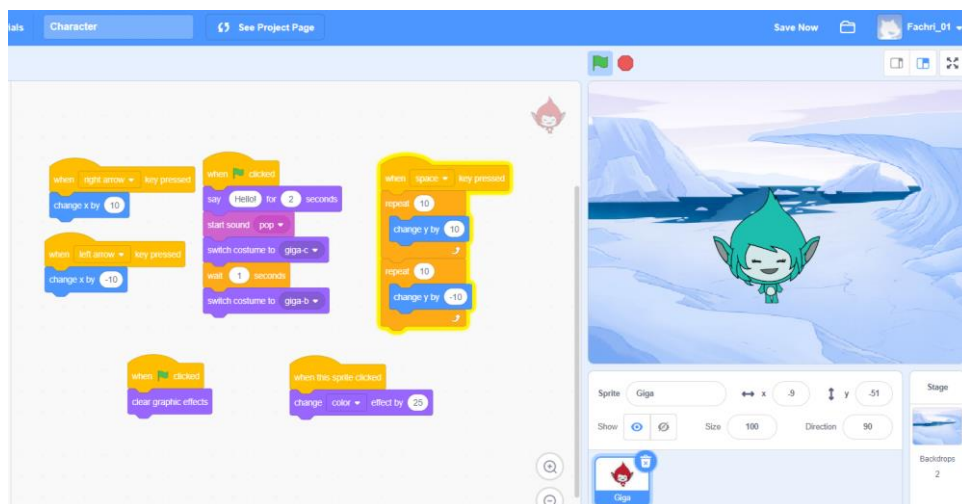 ials Character See Project Page Save Now Fachri_01
when right arrow key pressed
change x by 10
when left arrow key pressed
change x by -10
when clicked
say Hello! for 2 seconds
start sound pop
switch costume to giga-c
wait 1 seconds
switch costume to giga-b
when space key pressed
repeat 10
change y by 10
repeat 10
change y by -10
when clicked
clear graphic effects
when this sprite clicked
change color effect by 25
Sprite Giga x -9 y -51
Show Size 100 Direction 90
Giga
Stage
Backdrops
2